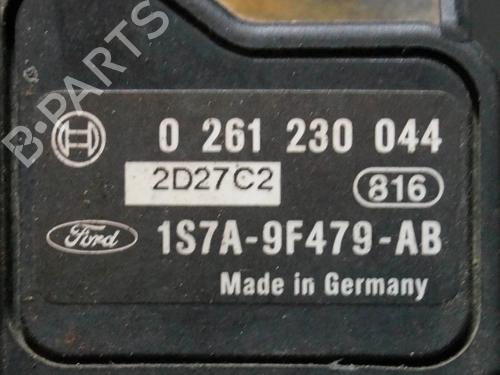 B-PARTS
0 261 230 044
2D27C2
816
Ford
1S7A-9F479-AB
Made in Germany